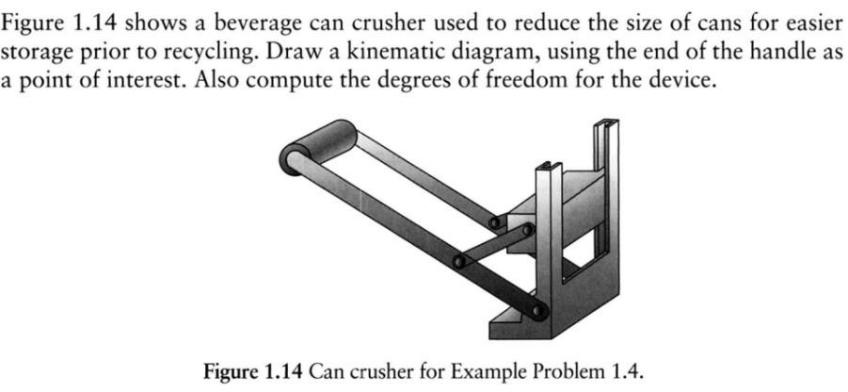 Figure 1.14 shows a beverage can crusher used to reduce the size of cans for easier
storage prior to recycling. Draw a kinematic diagram, using the end of the handle as
a point of interest. Also compute the degrees of freedom for the device.
Figure 1.14 Can crusher for Example Problem 1.4.